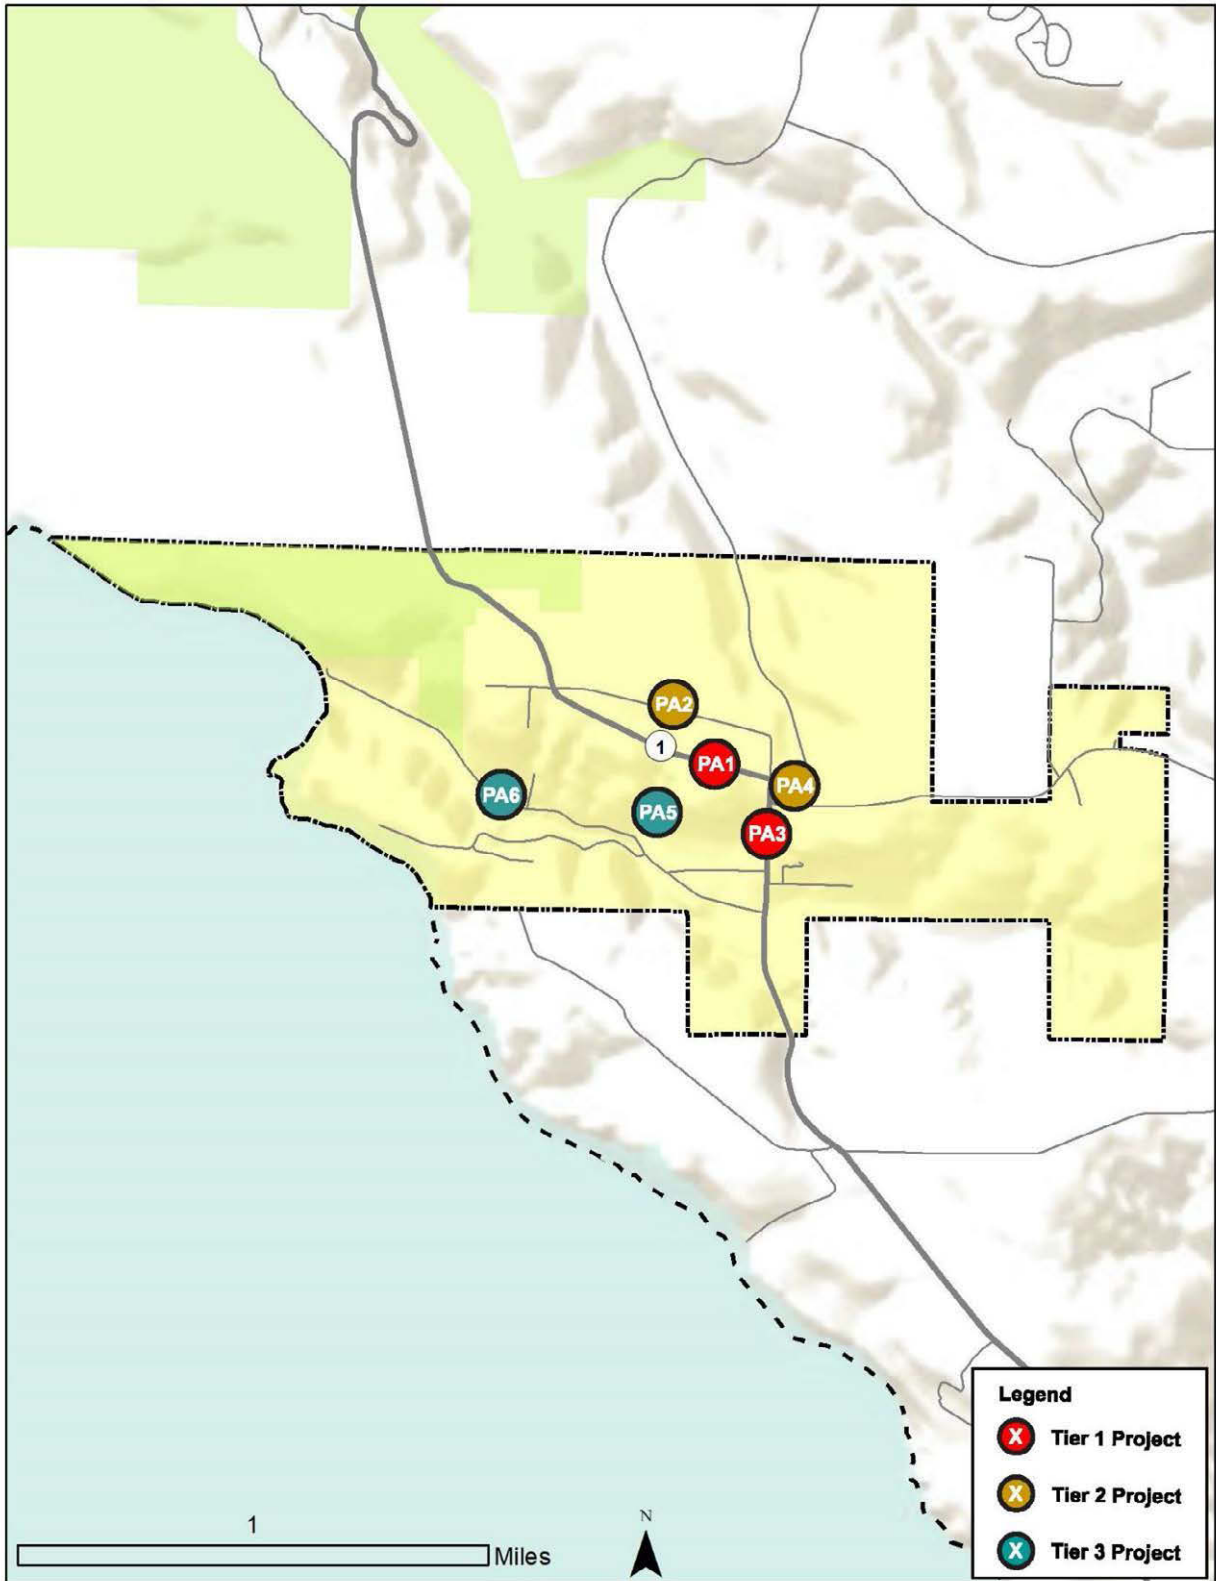 PA2
1
PA1
PA4
PA6
PA5
PA3
Legend
X Tier 1 Project
X Tier 2 Project
X Tier 3 Project
1
Miles
N